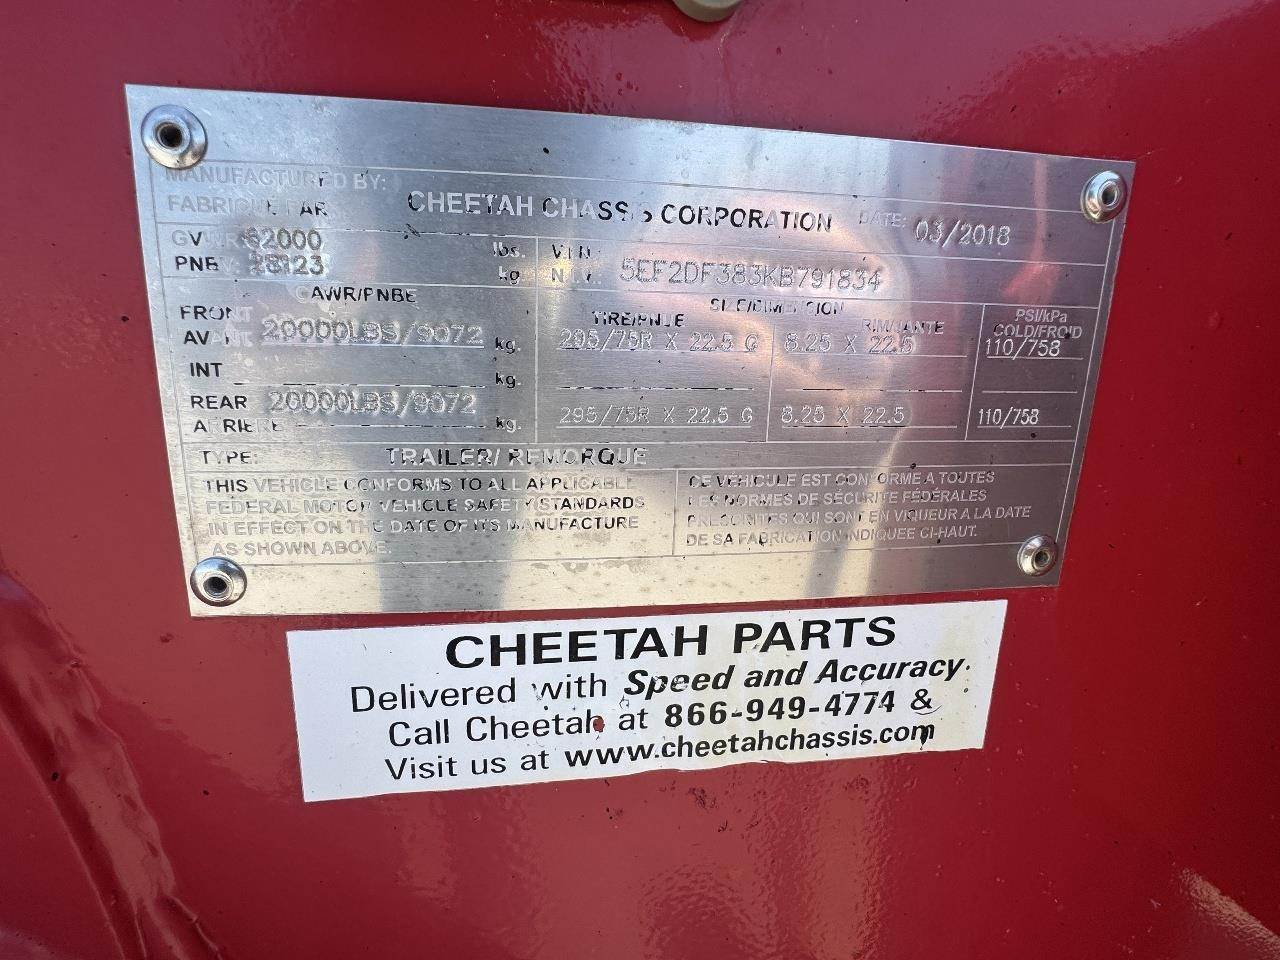 MANUFACTURED BY:
FABRIQUE PAR
CHEETAH CHASSIS CORPORATION
DATE: 03/2018
GVWR 62000 lbs.
PNBV: 28123 kg
V.I.N.
N.I.V.
5EF2DF383KB791834
GAWR/PNBE
SIZE/DIMENSION
TIRE/PNUE
RIM/JANTE
PSI/kPa
COLD/FROID
FRONT
AVANT 20000LBS/9072 kg. 295/75R X 22.5 G 8.25 X 22.5 110/758
INT kg.
REAR
ARRIERE 20000LBS/9072 kg. 295/75R X 22.5 G 8.25 X 22.5 110/758
TYPE: TRAILER/ REMORQUE
THIS VEHICLE CONFORMS TO ALL APPLICABLE
FEDERAL MOTOR VEHICLE SAFETY STANDARDS
IN EFFECT ON THE DATE OF ITS MANUFACTURE
AS SHOWN ABOVE.
CE VÉHICULE EST CONFORME A TOUTES
LES NORMES DE SÉCURITÉ FÉDÉRALES
PRESCRITES QUI SONT EN VIQUEUR A LA DATE
DE SA FABRICATION INDIQUEE CI-HAUT.
CHEETAH PARTS
Delivered with Speed and Accuracy.
Call Cheetah at 866-949-4774 &
Visit us at www.cheetahchassis.com